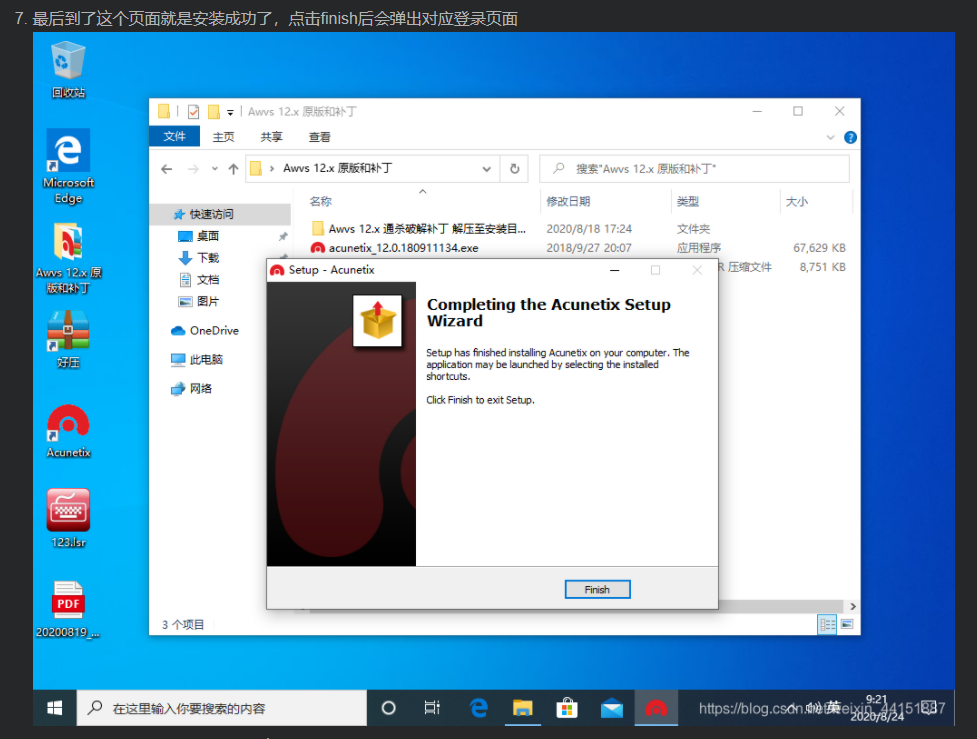 7. 最后到了这个页面就是安装成功了，点击finish后会弹出对应登录页面
回收站
Microsoft
Edge
Awvs 12.x 原
版和补丁
好压
Acunetix
123.lsr
PDF
20200819_...
Awvs 12.x 原版和补丁
文件 主页 共享 查看
Awvs 12.x 原版和补丁
搜索"Awvs 12.x 原版和补丁"
快速访问
桌面
下载
文档
图片
OneDrive
此电脑
网络
名称 修改日期 类型 大小
Awvs 12.x 通杀破解补丁 解压至安装目... 2020/8/18 17:24 文件夹
acunetix_12.0.180911134.exe 2018/9/27 20:07 应用程序 67,629 KB
R 压缩文件 8,751 KB
Setup - Acunetix
Completing the Acunetix Setup
Wizard
Setup has finished installing Acunetix on your computer. The
application may be launched by selecting the installed
shortcuts.
Click Finish to exit Setup.
Finish
3 个项目
在这里输入你要搜索的内容
英
9:21
2020/8/24
https://blog.csdn.net/weixin_44151887